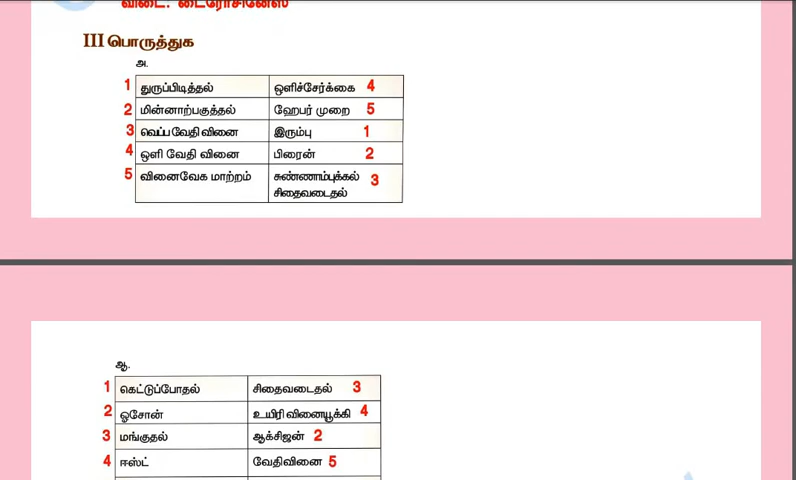 விடை: டைரோசினேஸ்
III பொருத்துக
அ.
1 துருப்பிடித்தல் ஒளிச்சேர்க்கை 4
2 மின்னாற்பகுத்தல் ஹேபர் முறை 5
3 வெப்ப வேதி வினை இரும்பு 1
4 ஒளி வேதி வினை பிரைன் 2
5 வினைவேக மாற்றம் சுண்ணாம்புக்கல் 3
சிதைவடைதல்
ஆ.
1 கெட்டுப்போதல் சிதைவடைதல் 3
2 ஓசோன் உயிரி வினையூக்கி 4
3 மங்குதல் ஆக்சிஜன் 2
4 ஈஸ்ட் வேதிவினை 5